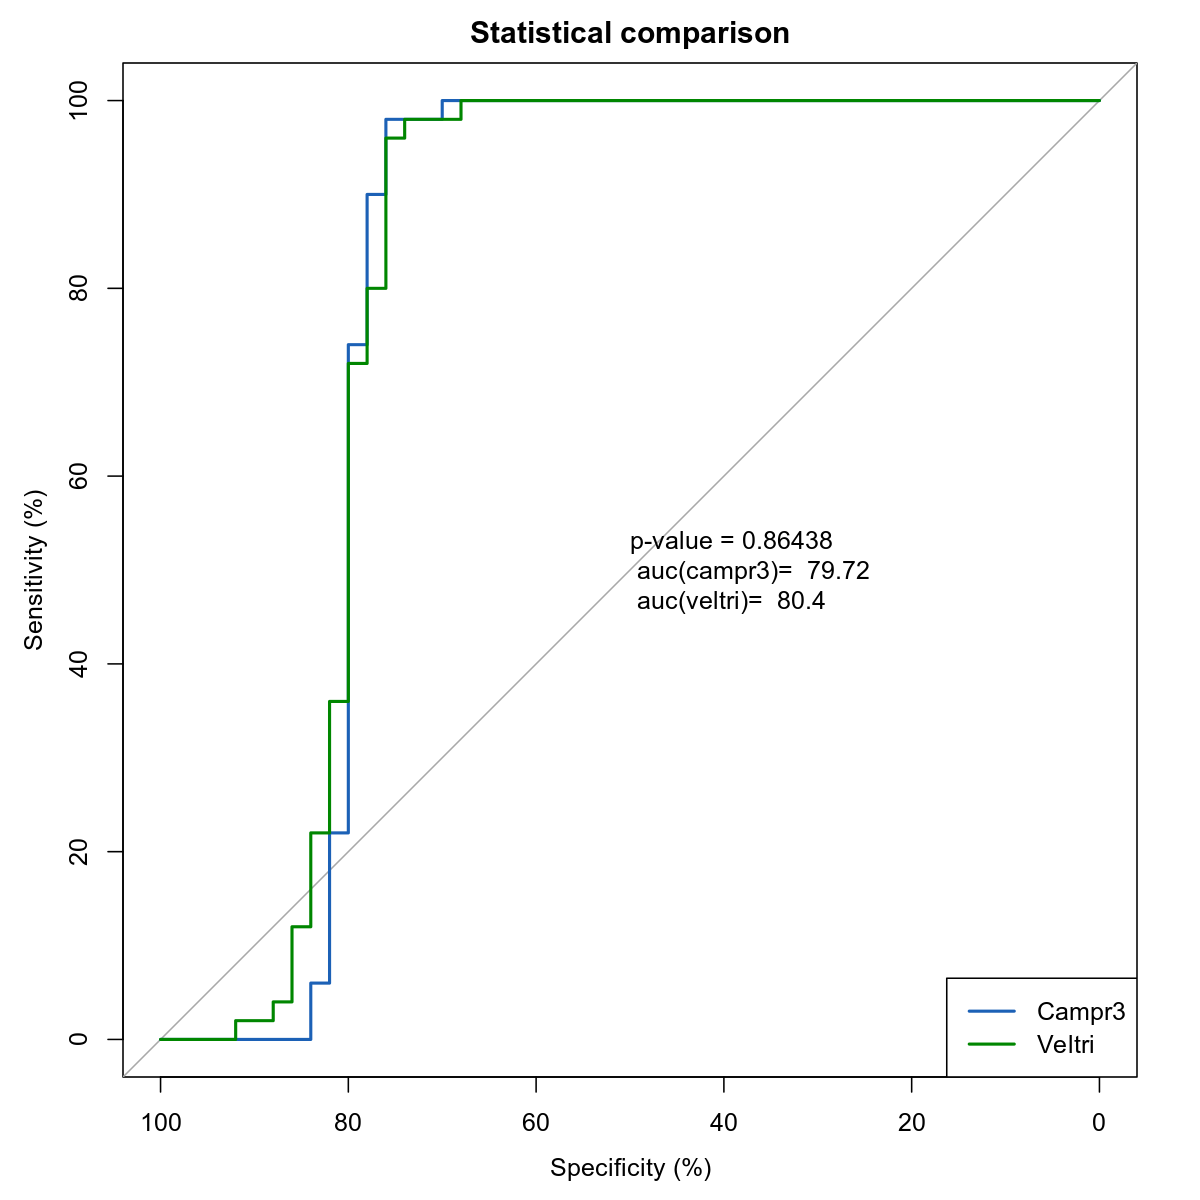 Statistical comparison
100
80
60
40
20
0
Sensitivity (%)
p-value = 0.86438
auc(campr3)=  79.72
auc(veltri)=  80.4
Campr3
Veltri
100 80 60 40 20 0
Specificity (%)